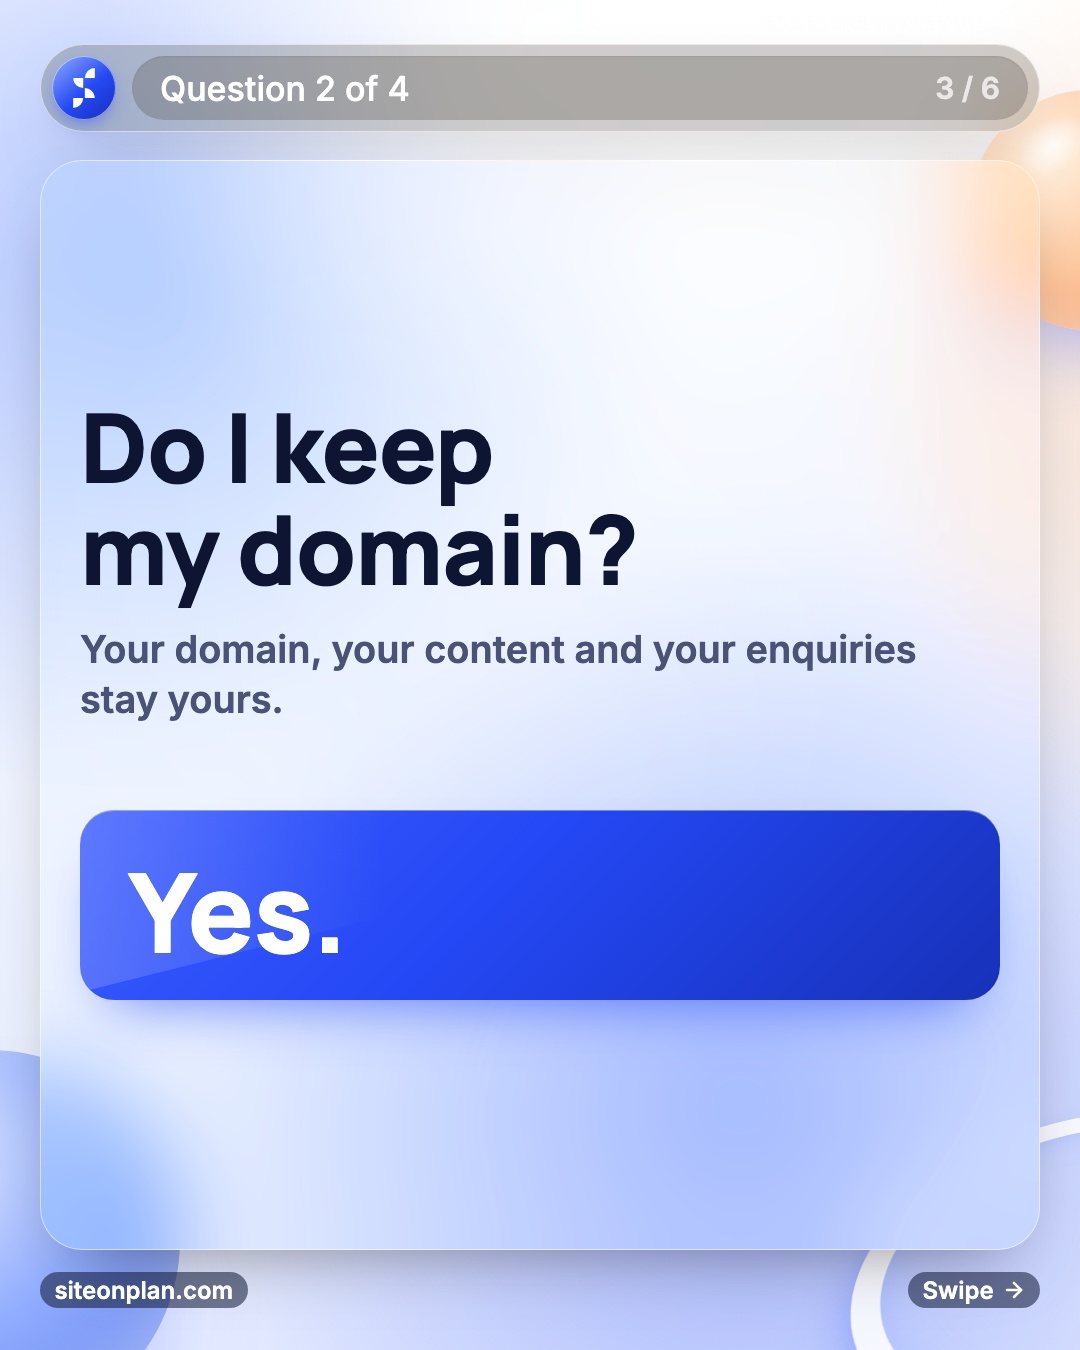 Question 2 of 4
3 / 6
Do I keep
my domain?
Your domain, your content and your enquiries
stay yours.
Yes.
siteonplan.com
Swipe →